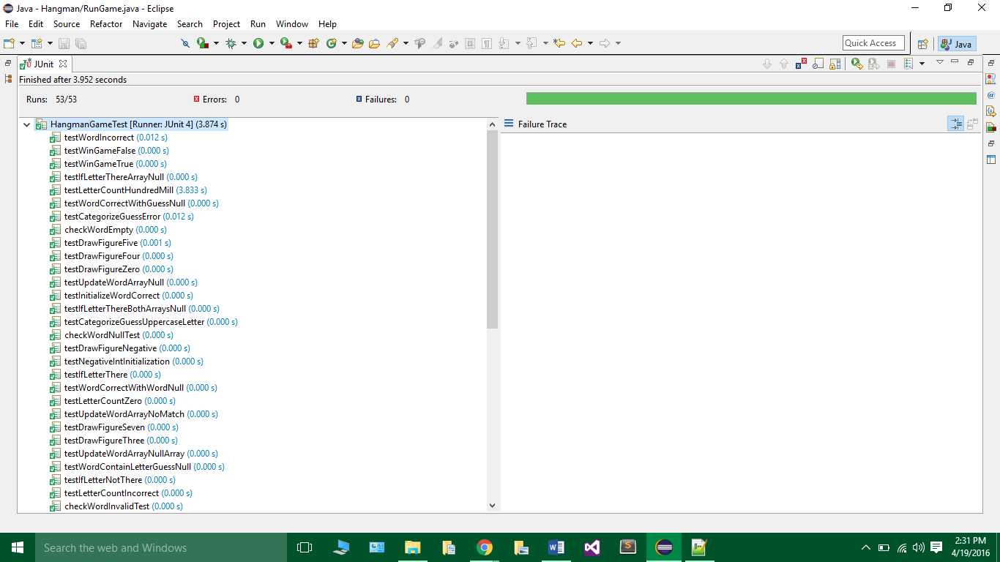 Java - Hangman/RunGame.java - Eclipse
File Edit Source Refactor Navigate Search Project Run Window Help
Quick Access Java
JUnit
Finished after 3.952 seconds
Runs: 53/53 Errors: 0 Failures: 0
HangmanGameTest [Runner: JUnit 4] (3.874 s)
testWordIncorrect (0.012 s)
testWinGameFalse (0.000 s)
testWinGameTrue (0.000 s)
testIfLetterThereArrayNull (0.000 s)
testLetterCountHundredMill (3.833 s)
testWordCorrectWithGuessNull (0.000 s)
testCategorizeGuessError (0.012 s)
checkWordEmpty (0.000 s)
testDrawFigureFive (0.001 s)
testDrawFigureFour (0.000 s)
testDrawFigureZero (0.000 s)
testUpdateWordArrayNull (0.000 s)
testInitializeWordCorrect (0.000 s)
testIfLetterThereBothArraysNull (0.000 s)
testCategorizeGuessUppercaseLetter (0.000 s)
checkWordNullTest (0.000 s)
testDrawFigureNegative (0.000 s)
testNegativeIntInitialization (0.000 s)
testIfLetterThere (0.000 s)
testWordCorrectWithWordNull (0.000 s)
testLetterCountZero (0.000 s)
testUpdateWordArrayNoMatch (0.000 s)
testDrawFigureSeven (0.000 s)
testDrawFigureThree (0.000 s)
testUpdateWordArrayNullArray (0.000 s)
testWordContainLetterGuessNull (0.000 s)
testIfLetterNotThere (0.000 s)
testLetterCountIncorrect (0.000 s)
checkWordInvalidTest (0.000 s)
Failure Trace
Search the web and Windows
2:31 PM
4/19/2016